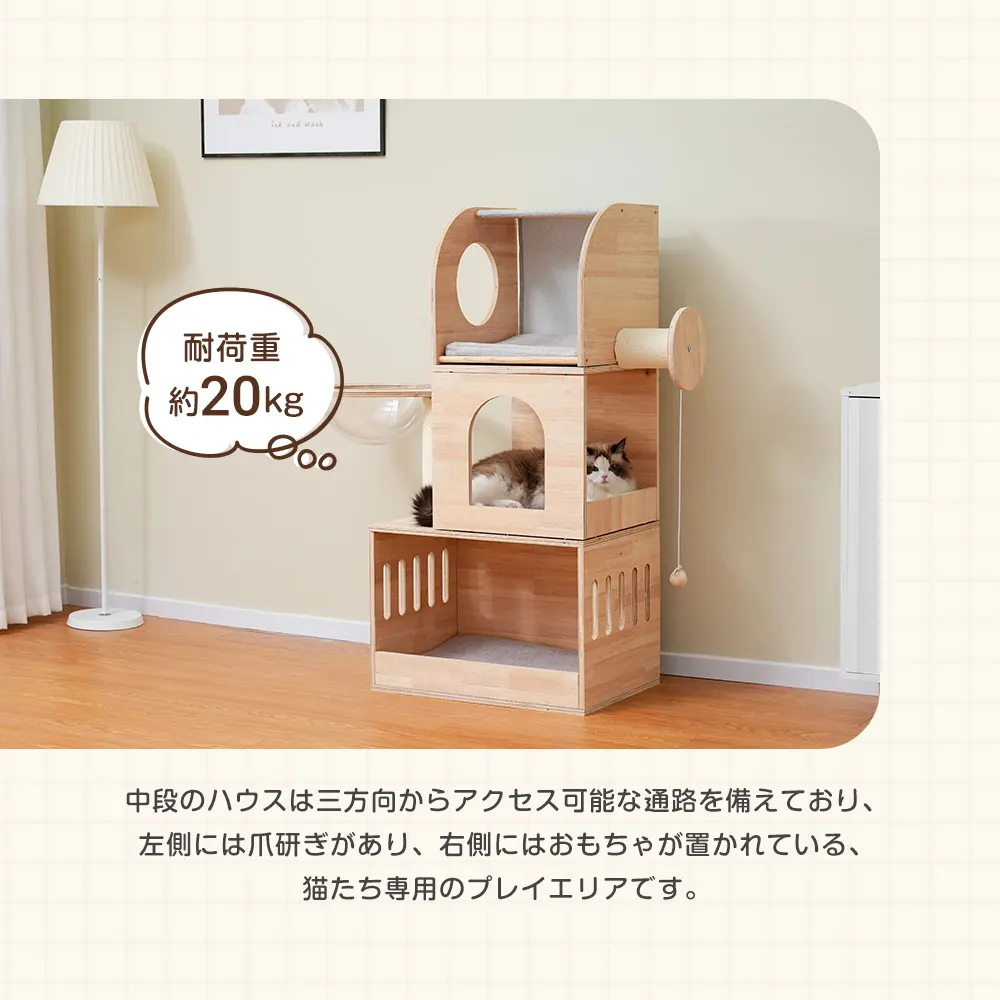 耐荷重
約20kg
中段のハウスは三方向からアクセス可能な通路を備えており、
左側には爪研ぎがあり、右側にはおもちゃが置かれている、
猫たち専用のプレイエリアです。